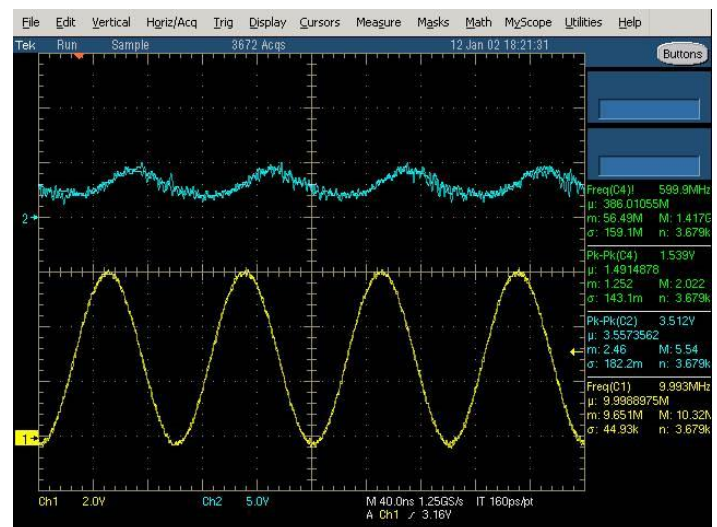 File Edit Vertical Horiz/Acq Trig Display Cursors Measure Masks Math MyScope Utilities Help
Tek Run Sample 3672 Acqs 12 Jan 02 18:21:31 Buttons
Freq(C4)! 599.9MHz
µ: 386.01055M
m: 56.49M M: 1.417G
σ: 159.1M n: 3.679k
Pk-Pk(C4) 1.539V
µ: 1.4914878
m: 1.252 M: 2.022
σ: 143.1m n: 3.679k
Pk-Pk(C2) 3.512V
µ: 3.5573562
m: 2.46 M: 5.54
σ: 182.2m n: 3.679k
Freq(C1) 9.993MHz
µ: 9.9988975M
m: 9.651M M: 10.32M
σ: 44.93k n: 3.679k
2
1
Ch1 2.0V Ch2 5.0V M 40.0ns 1.25GS/s IT 160ps/pt
A Ch1 / 3.16V